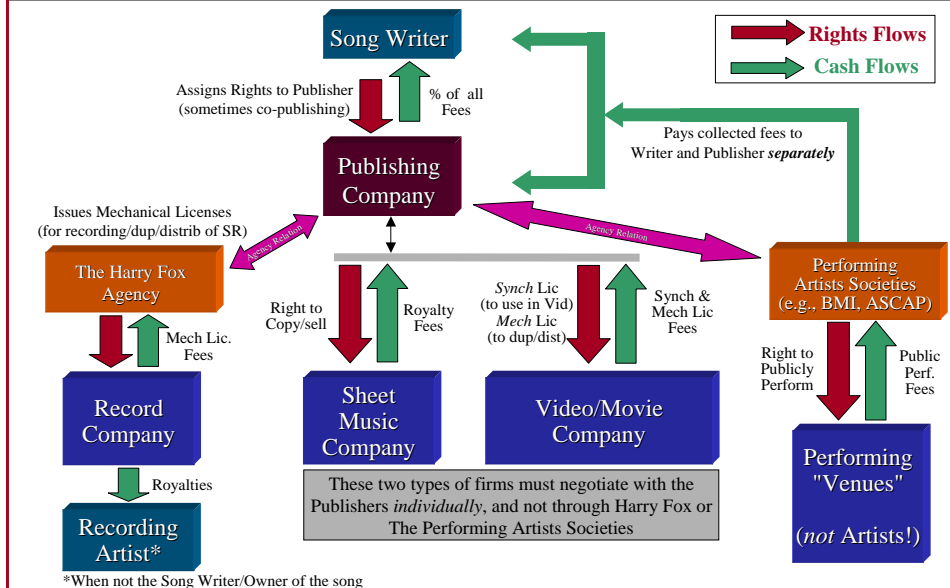 Song Writer
Rights Flows
Cash Flows
Assigns Rights to Publisher
(sometimes co-publishing)
% of all
Fees
Pays collected fees to
Writer and Publisher separately
Publishing
Company
Issues Mechanical Licenses
(for recording/dup/distrib of SR)
Agency Relation
Agency Relation
The Harry Fox
Agency
Performing
Artists Societies
(e.g., BMI, ASCAP)
Mech Lic.
Fees
Right to
Copy/sell
Royalty
Fees
Synch Lic
(to use in Vid)
Mech Lic
(to dup/dist)
Synch &
Mech Lic
Fees
Right to
Publicly
Perform
Public
Perf.
Fees
Record
Company
Sheet
Music
Company
Video/Movie
Company
Performing
"Venues"
(not Artists!)
Royalties
These two types of firms must negotiate with the
Publishers individually, and not through Harry Fox or
The Performing Artists Societies
Recording
Artist*
*When not the Song Writer/Owner of the song